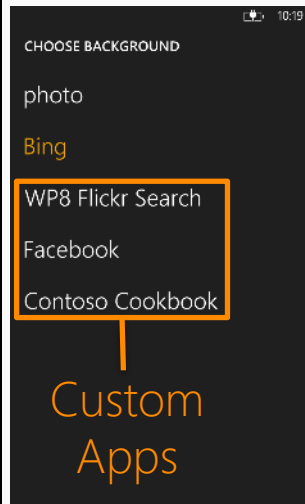 10:19
CHOOSE BACKGROUND
photo
Bing
WP8 Flickr Search
Facebook
Contoso Cookbook
Custom
Apps